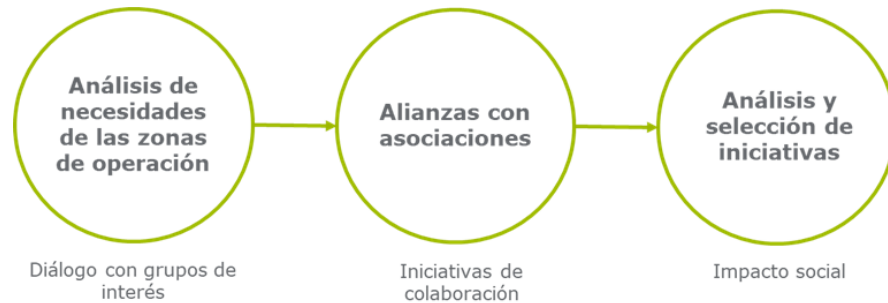 Análisis de
necesidades
de las zonas
de operación
Alianzas con
asociaciones
Análisis y
selección de
iniciativas
Diálogo con grupos de
interés
Iniciativas de
colaboración
Impacto social